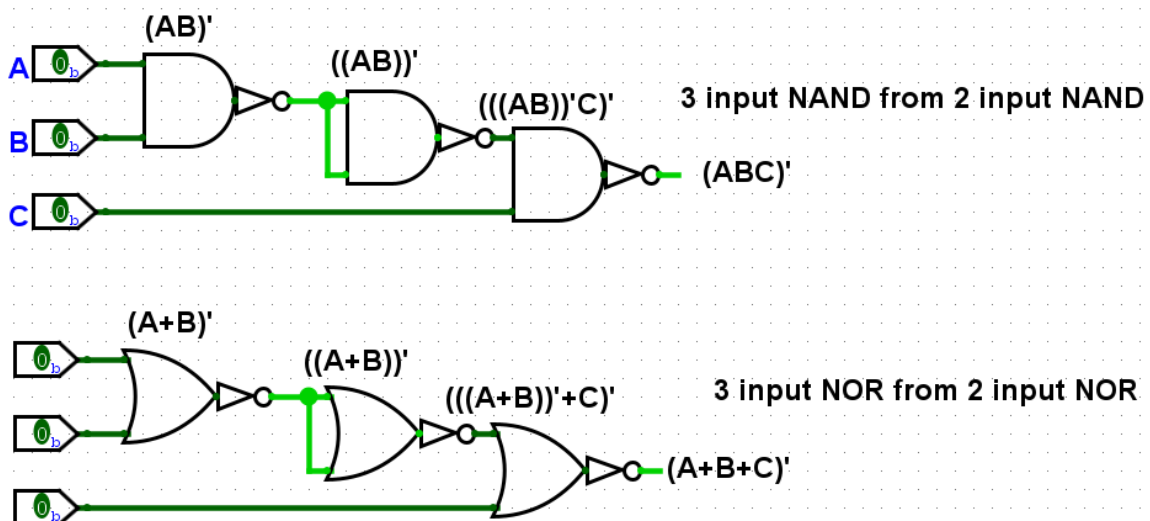 (AB)'
A 0b
((AB))'
(((AB))'C)'
3 input NAND from 2 input NAND
B 0b
(ABC)'
C 0b
(A+B)'
0b
((A+B))'
(((A+B))'+C)'
3 input NOR from 2 input NOR
0b
(A+B+C)'
0b